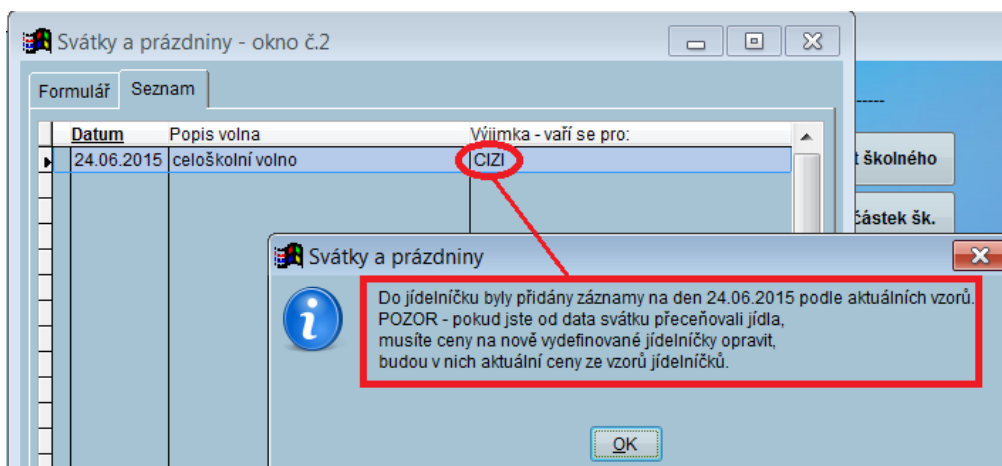 Svátky a prázdniny - okno č.2
Formulář Seznam
Datum Popis volna Výjimka - vaří se pro:
24.06.2015 celoškolní volno CIZI
-----
t školného
částek šk.
Svátky a prázdniny
Do jídelníčku byly přidány záznamy na den 24.06.2015 podle aktuálních vzorů.
POZOR - pokud jste od data svátku přeceňovali jídla,
musíte ceny na nově vydefinované jídelníčky opravit,
budou v nich aktuální ceny ze vzorů jídelníčků.
OK